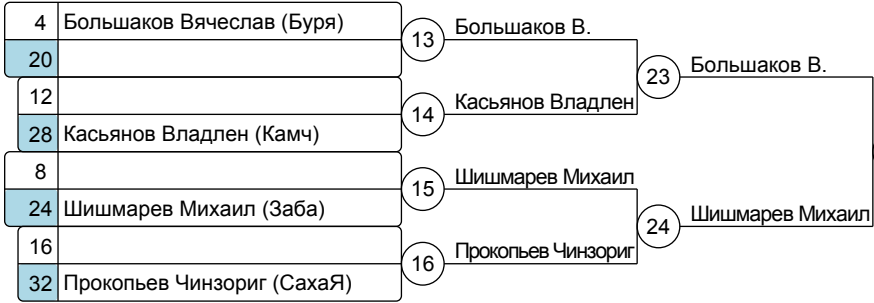 4 Большаков Вячеслав (Буря)
20
12
28 Касьянов Владлен (Камч)
8
24 Шишмарев Михаил (Заба)
16
32 Прокопьев Чинзориг (СахаЯ)
13 Большаков В.
14 Касьянов Владлен
15 Шишмарев Михаил
16 Прокопьев Чинзориг
23 Большаков В.
24 Шишмарев Михаил